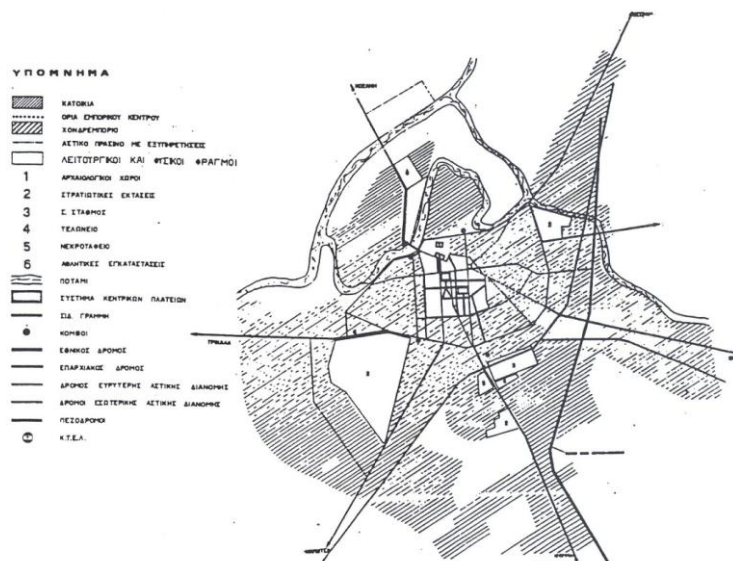 ΥΠΟΜΝΗΜΑ
ΚΑΤΟΙΚΙΑ
ΟΡΙΑ ΕΜΠΟΡΙΚΟΥ ΚΕΝΤΡΟΥ
ΧΟΝΔΡΕΜΠΟΡΙΟ
ΑΣΤΙΚΟ ΠΡΑΣΙΝΟ ΜΕ ΕΞΥΠΗΡΕΤΗΣΕΙΣ
ΛΕΙΤΟΥΡΓΙΚΟΙ ΚΑΙ ΦΥΣΙΚΟΙ ΦΡΑΓΜΟΙ
1 ΑΡΧΑΙΟΛΟΓΙΚΟΙ ΧΩΡΟΙ
2 ΣΤΡΑΤΙΩΤΙΚΕΣ ΕΚΤΑΣΕΙΣ
3 Σ. ΣΤΑΘΜΟΣ
4 ΤΕΛΩΝΕΙΟ
5 ΝΕΚΡΟΤΑΦΕΙΟ
6 ΑΘΛΗΤΙΚΕΣ ΕΓΚΑΤΑΣΤΑΣΕΙΣ
ΠΟΤΑΜΙ
ΣΥΣΤΗΜΑ ΚΕΝΤΡΙΚΩΝ ΠΛΑΤΕΙΩΝ
ΣΙΔ. ΓΡΑΜΜΗ
ΚΟΜΒΟΙ
ΕΘΝΙΚΟΣ ΔΡΟΜΟΣ
ΕΠΑΡΧΙΑΚΟΣ ΔΡΟΜΟΣ
ΔΡΟΜΟΣ ΕΥΡΥΤΕΡΗΣ ΑΣΤΙΚΗΣ ΔΙΑΝΟΜΗΣ
ΔΡΟΜΟΙ ΕΣΩΤΕΡΙΚΗΣ ΑΣΤΙΚΗΣ ΔΙΑΝΟΜΗΣ
ΠΕΖΟΔΡΟΜΟΙ
Κ.Τ.Ε.Λ.
ΚΟΖΑΝΗ
ΤΡΙΚΑΛΑ